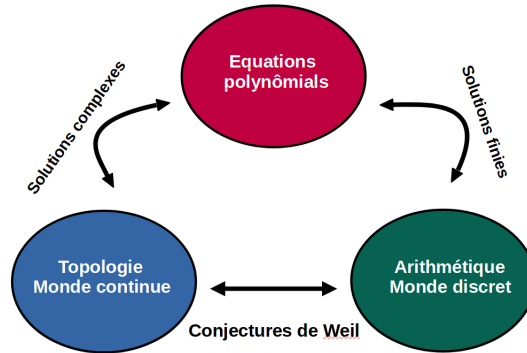 Equations
polynômials
Solutions complexes
Solutions finies
Topologie
Monde continue
Arithmétique
Monde discret
Conjectures de Weil